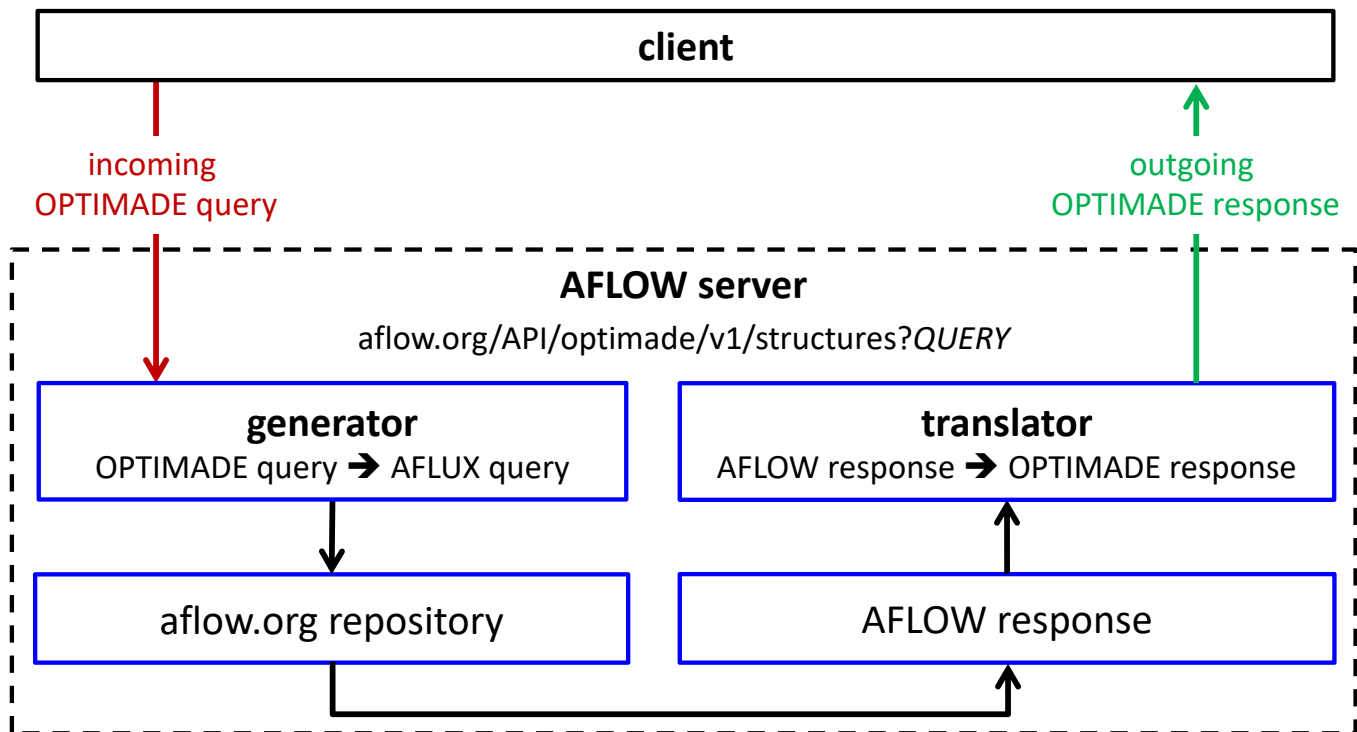 client
incoming
OPTIMADE query
outgoing
OPTIMADE response
AFLOW server
aflow.org/API/optimade/v1/structures?QUERY
generator
OPTIMADE query ➔ AFLUX query
translator
AFLOW response ➔ OPTIMADE response
aflow.org repository
AFLOW response